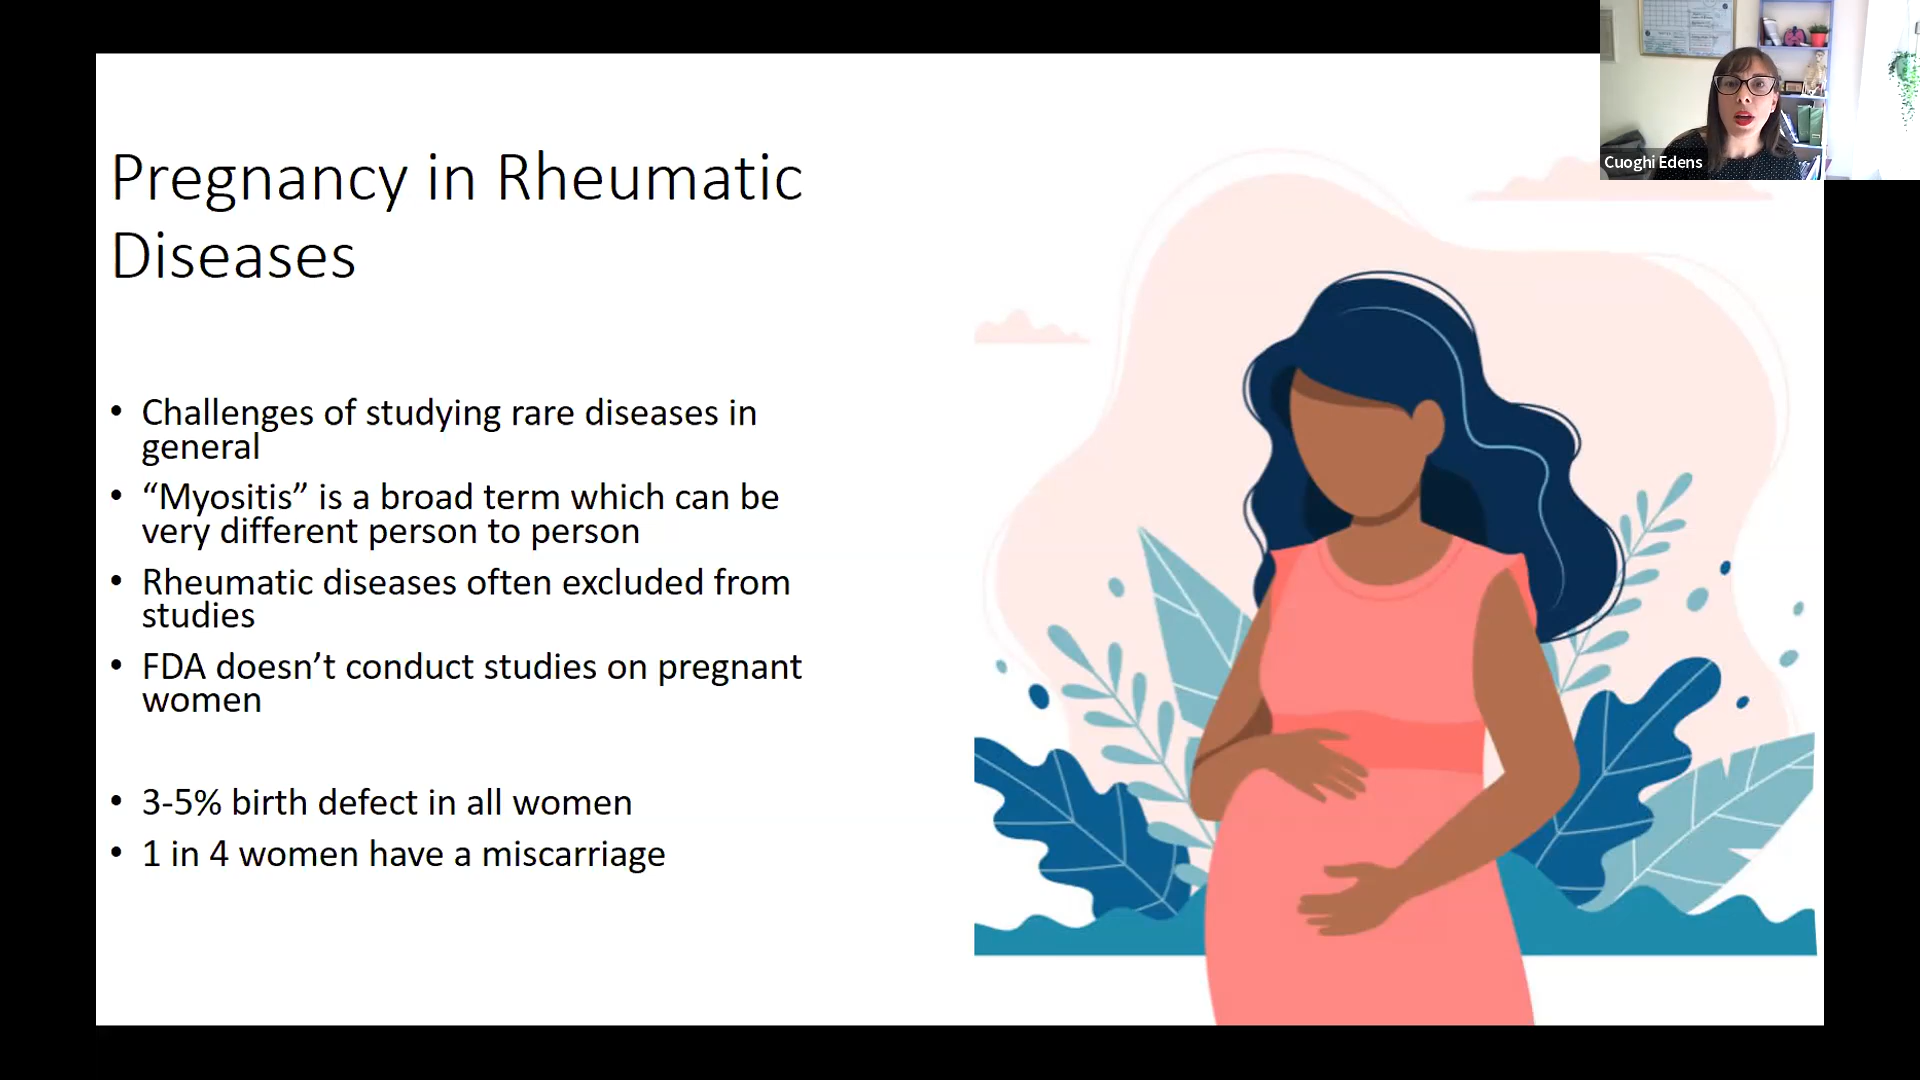 Pregnancy in Rheumatic
Diseases
• Challenges of studying rare diseases in
general
• “Myositis” is a broad term which can be
very different person to person
• Rheumatic diseases often excluded from
studies
• FDA doesn’t conduct studies on pregnant
women
• 3-5% birth defect in all women
• 1 in 4 women have a miscarriage
Cuoghi Edens